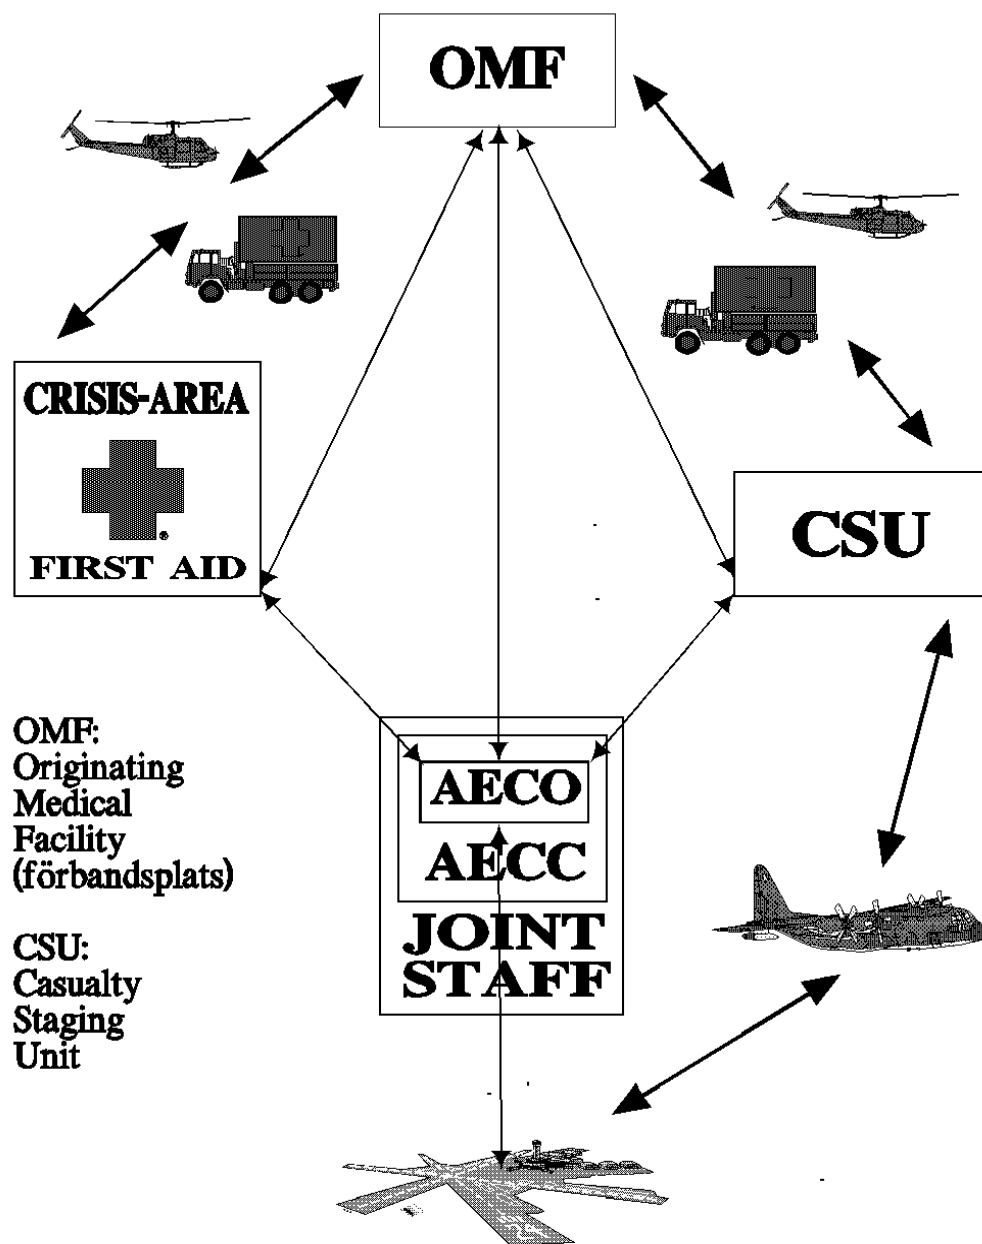 OMF
CRISIS-AREA
®
FIRST AID
CSU
OMF:
Originating
Medical
Facility
(förbandsplats)
CSU:
Casualty
Staging
Unit
AECO
AECC
JOINT
STAFF